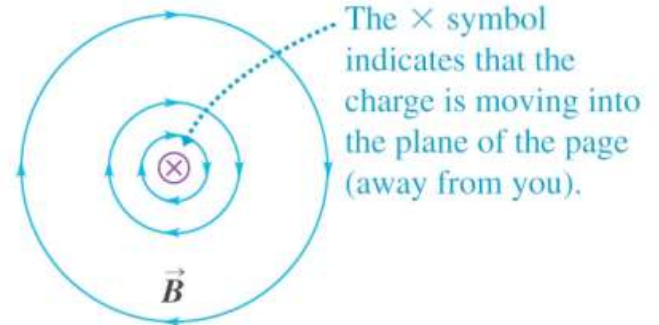 The × symbol
indicates that the
charge is moving into
the plane of the page
(away from you).
×
B⃗